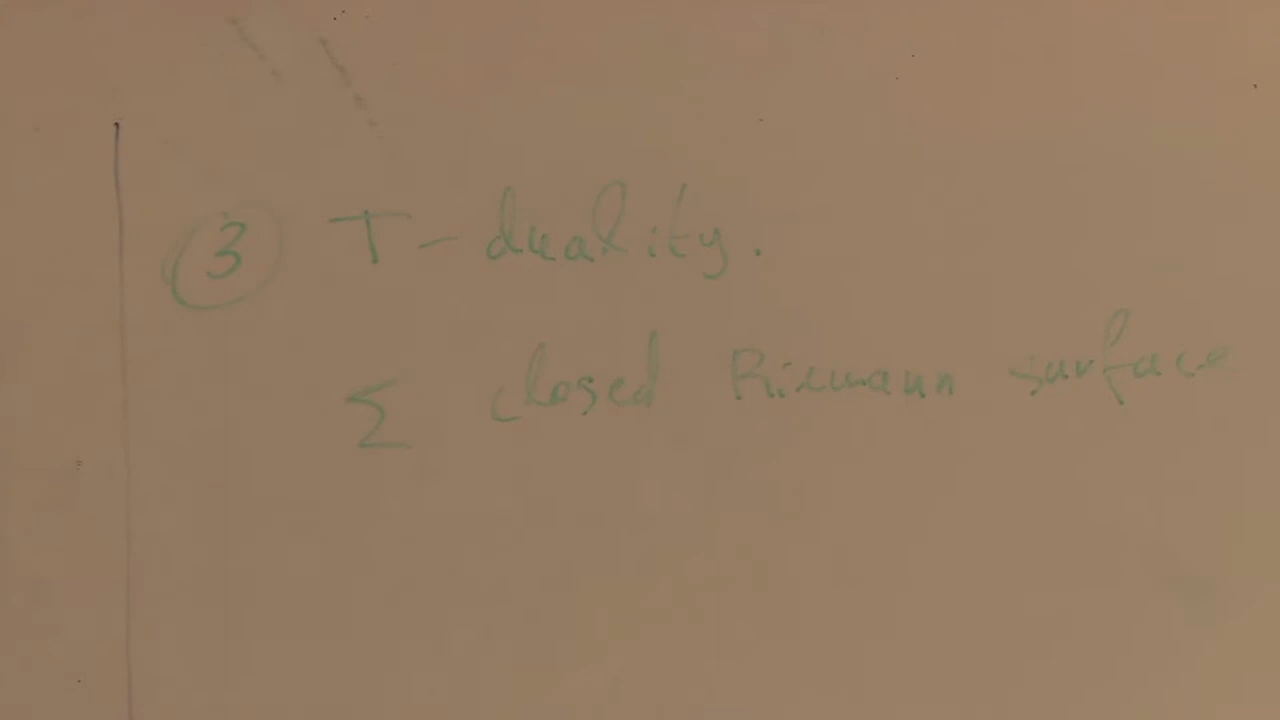 ③ T-duality.
Σ closed Riemann surface